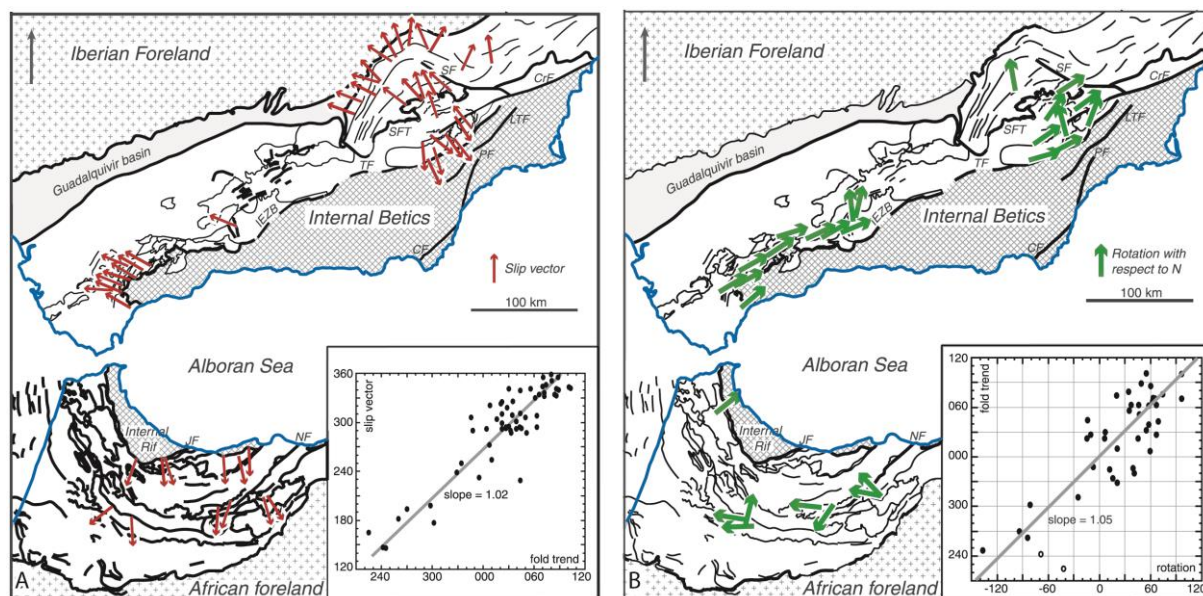 Iberian Foreland
Guadalquivir basin
SF
CrF
SFT
LTF
TF
PF
IEZB
Internal Betics
CF
Slip vector
100 km
Alboran Sea
Internal
Rif
JF
NF
African foreland
A
360
300
240
180
120
slip vector
slope = 1.02
fold trend
240
300
000
060
120
Iberian Foreland
Guadalquivir basin
SF
CrF
SFT
LTF
TF
PF
IEZB
Internal Betics
CF
Rotation with
respect to N
100 km
Alboran Sea
Internal
Rif
JF
NF
African foreland
B
120
060
000
300
240
fold trend
slope = 1.05
rotation
-120
-60
0
60
120